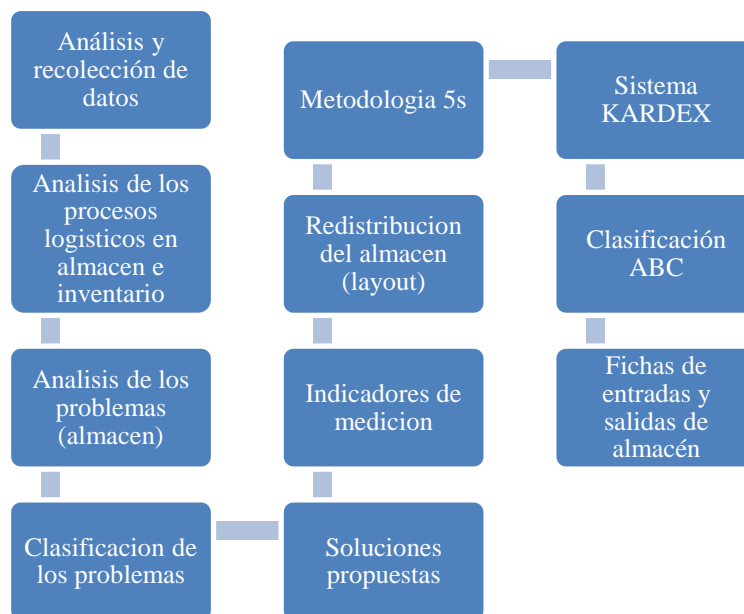 Análisis y
recolección de
datos
Analisis de los
procesos
logisticos en
almacen e
inventario
Analisis de los
problemas
(almacen)
Clasificacion de
los problemas
Soluciones
propuestas
Indicadores de
medicion
Redistribucion
del almacen
(layout)
Metodologia 5s
Sistema
KARDEX
Clasificación
ABC
Fichas de
entradas y
salidas de
almacén